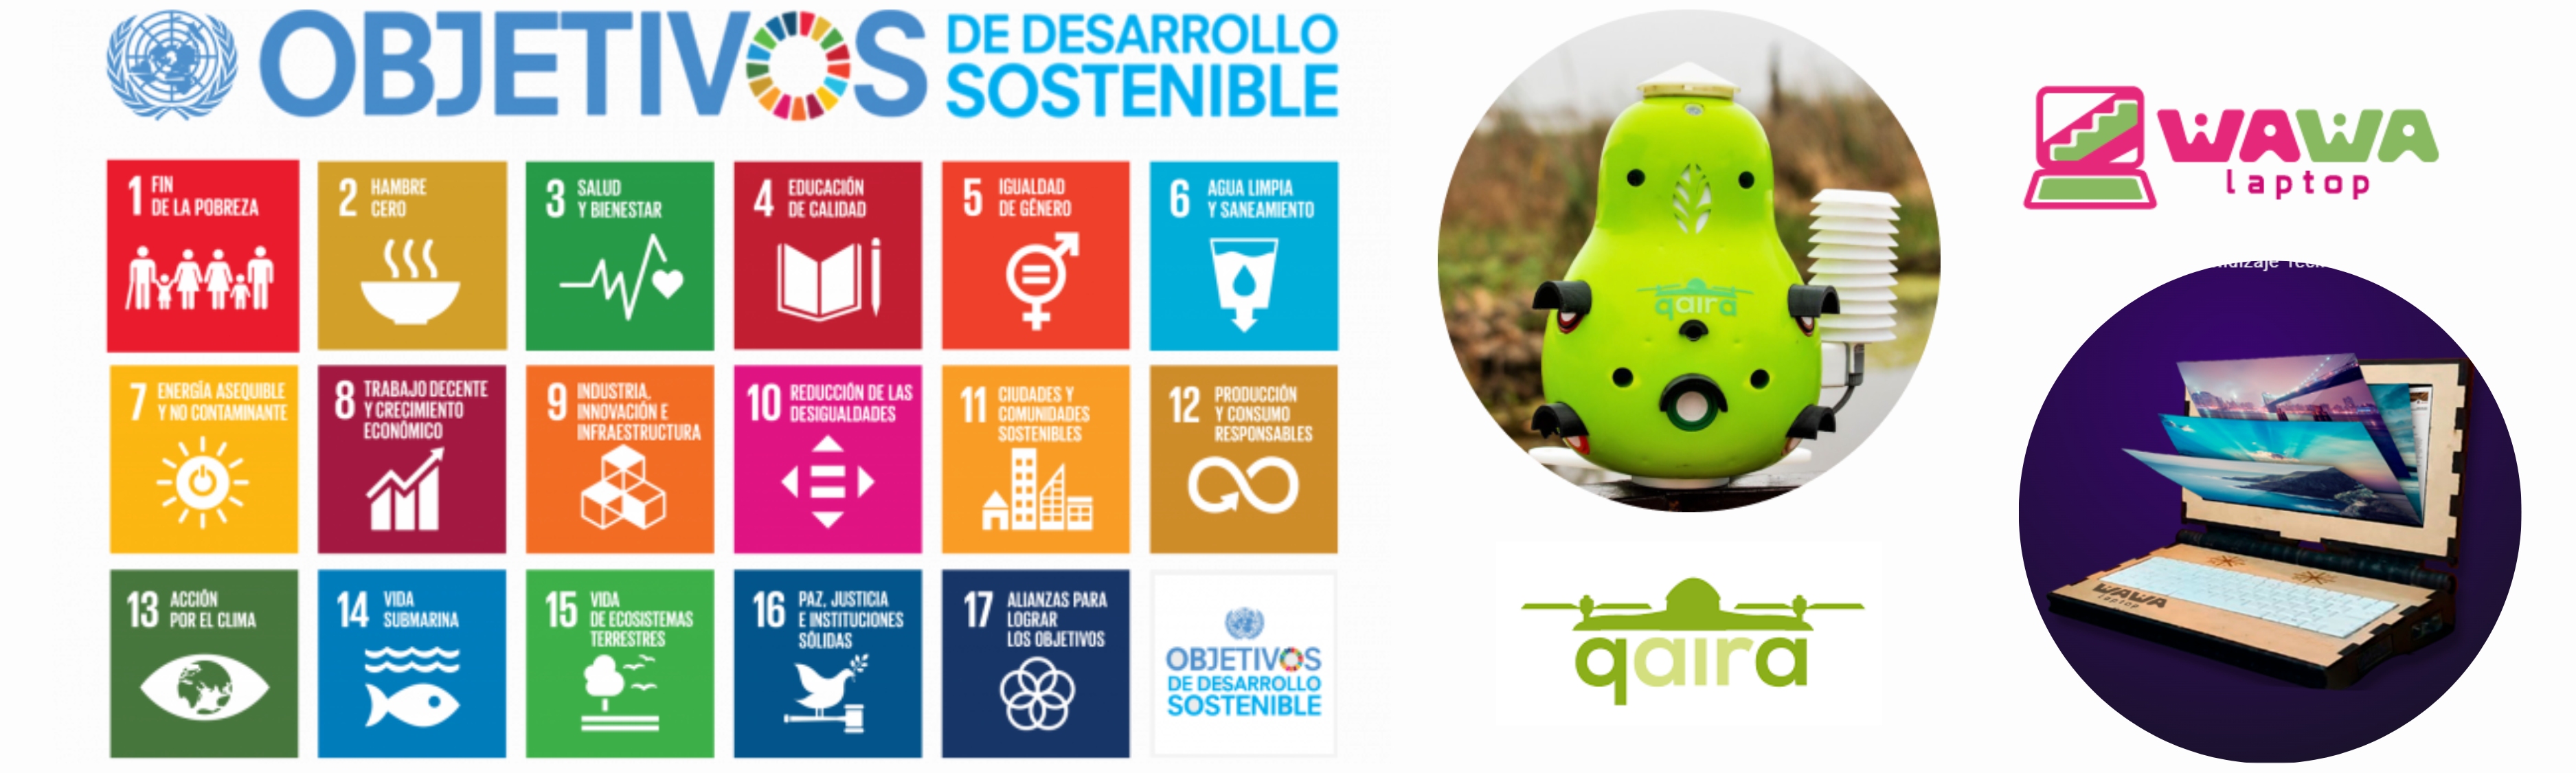 OBJETIVOS
DE DESARROLLO
SOSTENIBLE
1 FIN
DE LA POBREZA
2 HAMBRE
CERO
3 SALUD
Y BIENESTAR
4 EDUCACIÓN
DE CALIDAD
5 IGUALDAD
DE GÉNERO
6 AGUA LIMPIA
Y SANEAMIENTO
7 ENERGÍA ASEQUIBLE
Y NO CONTAMINANTE
8 TRABAJO DECENTE
Y CRECIMIENTO
ECONÓMICO
9 INDUSTRIA,
INNOVACIÓN E
INFRAESTRUCTURA
10 REDUCCIÓN DE LAS
DESIGUALDADES
11 CIUDADES Y
COMUNIDADES
SOSTENIBLES
12 PRODUCCIÓN
Y CONSUMO
RESPONSABLES
13 ACCIÓN
POR EL CLIMA
14 VIDA
SUBMARINA
15 VIDA
DE ECOSISTEMAS
TERRESTRES
16 PAZ, JUSTICIA
E INSTITUCIONES
SÓLIDAS
17 ALIANZAS PARA
LOGRAR
LOS OBJETIVOS
OBJETIVOS
DE DESARROLLO
SOSTENIBLE
qaira
qaira
WAWA
laptop
WAWA
laptop